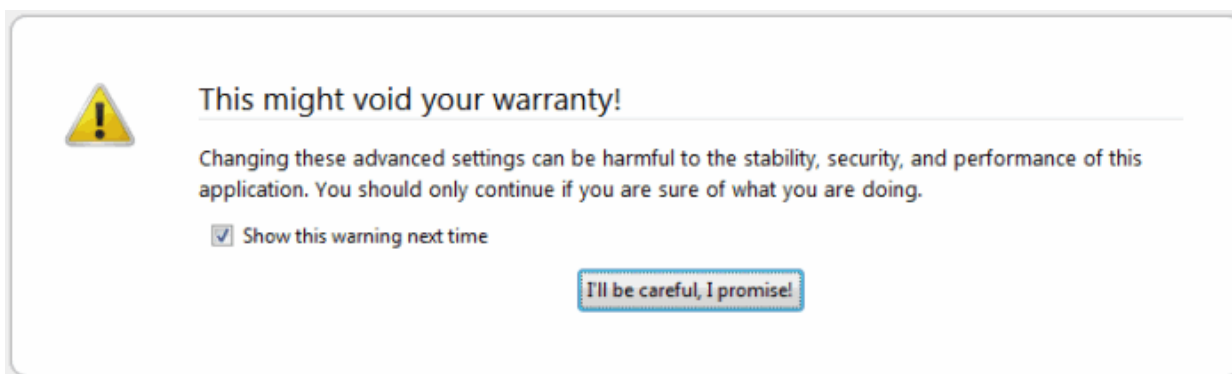 This might void your warranty!
Changing these advanced settings can be harmful to the stability, security, and performance of this
application. You should only continue if you are sure of what you are doing.
Show this warning next time
I'll be careful, I promise!